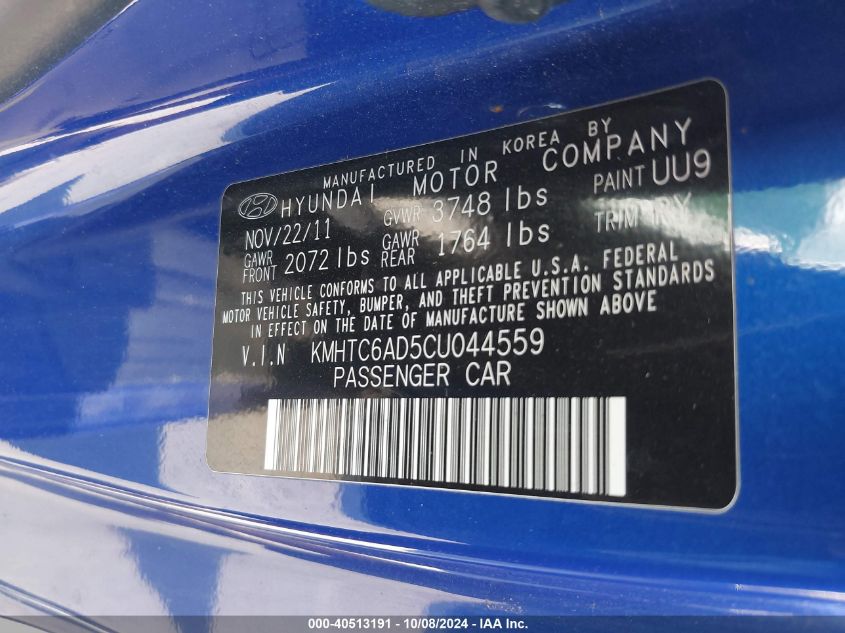 MANUFACTURED IN KOREA BY
HYUNDAI MOTOR COMPANY
NOV/22/11 GVWR 3748 lbs PAINT UU9
GAWR FRONT 2072 lbs GAWR REAR 1764 lbs TRIM RY
THIS VEHICLE CONFORMS TO ALL APPLICABLE U.S.A. FEDERAL
MOTOR VEHICLE SAFETY, BUMPER, AND THEFT PREVENTION STANDARDS
IN EFFECT ON THE DATE OF MANUFACTURE SHOWN ABOVE
V.I.N KMHTC6AD5CU044559
PASSENGER CAR
000-40513191 - 10/08/2024 - IAA Inc.